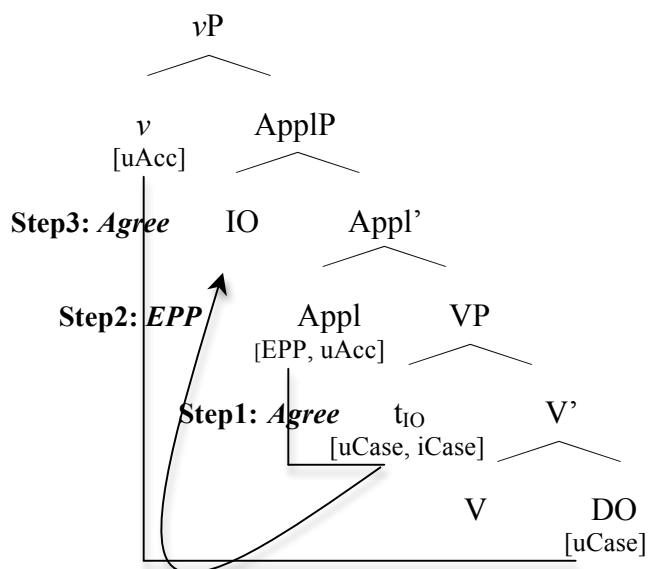 vP
v ApplP
[uAcc]
Step3: Agree IO Appl’
Step2: EPP Appl VP
[EPP, uAcc]
Step1: Agree tIO V’
[uCase, iCase]
V DO
[uCase]